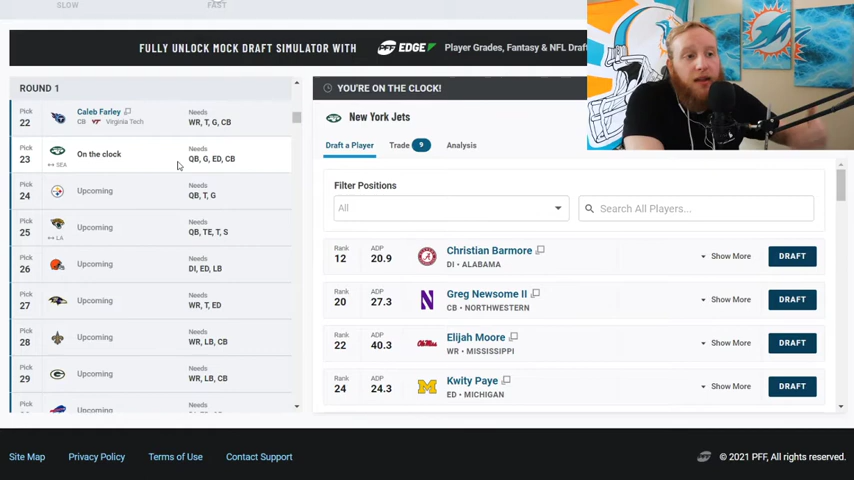 SLOW FAST
FULLY UNLOCK MOCK DRAFT SIMULATOR WITH PFF EDGE Player Grades, Fantasy & NFL Draf
ROUND 1
Pick 22 Caleb Farley CB VT Virginia Tech Needs WR, T, G, CB
Pick 23 SEA On the clock Needs QB, G, ED, CB
Pick 24 Upcoming Needs QB, T, G
Pick 25 LA Upcoming Needs QB, TE, T, S
Pick 26 Upcoming Needs DI, ED, LB
Pick 27 Upcoming Needs WR, T, ED
Pick 28 Upcoming Needs WR, LB, CB
Pick 29 Upcoming Needs WR, LB, CB
Pick Upcoming Needs
YOU'RE ON THE CLOCK!
New York Jets
Draft a Player Trade 9 Analysis
Filter Positions
All Search All Players...
Rank 12 ADP 20.9 Christian Barmore DI • ALABAMA Show More DRAFT
Rank 20 ADP 27.3 Greg Newsome II CB • NORTHWESTERN Show More DRAFT
Rank 22 ADP 40.3 Elijah Moore WR • MISSISSIPPI Show More DRAFT
Rank 24 ADP 24.3 Kwity Paye ED • MICHIGAN Show More DRAFT
Site Map Privacy Policy Terms of Use Contact Support © 2021 PFF, All rights reserved.